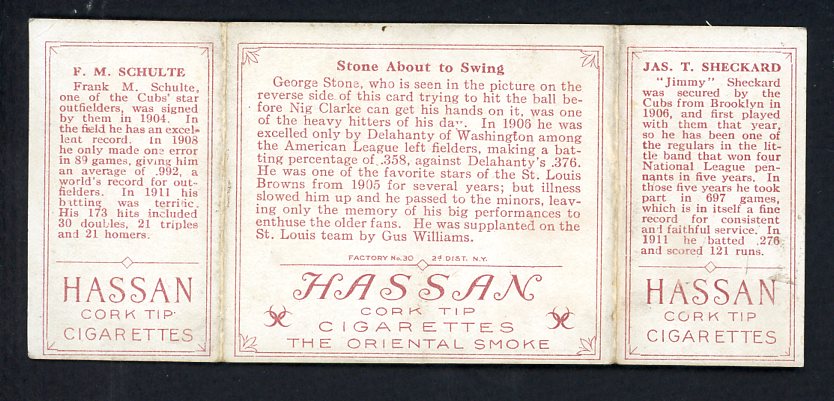 F. M. SCHULTE
Frank M. Schulte,
one of the Cubs' star
outfielders, was signed
by them in 1904. In
the field he has an excel-
lent record. In 1908
he only made one error
in 89 games, giving him
an average of .992, a
world's record for out-
fielders. In 1911 his
batting was terrific.
His 173 hits included
30 doubles, 21 triples
and 21 homers.
HASSAN
CORK TIP
CIGARETTES
Stone About to Swing
George Stone, who is seen in the picture on the
reverse side of this card trying to hit the ball be-
fore Nig Clarke can get his hands on it, was one
of the heavy hitters of his day. In 1906 he was
excelled only by Delahanty of Washington among
the American League left fielders, making a bat-
ting percentage of .358, against Delahanty's .376.
He was one of the favorite stars of the St. Louis
Browns from 1905 for several years; but illness
slowed him up and he passed to the minors, leav-
ing only the memory of his big performances to
enthuse the older fans. He was supplanted on the
St. Louis team by Gus Williams.
FACTORY No. 30 2d DIST. N.Y.
HASSAN
CORK TIP
CIGARETTES
THE ORIENTAL SMOKE
JAS. T. SHECKARD
"Jimmy" Sheckard
was secured by the
Cubs from Brooklyn in
1906, and first played
with them that year,
so he has been one of
the regulars in the lit-
tle band that won four
National League pen-
nants in five years. In
those five years he took
part in 697 games,
which is in itself a fine
record for consistent
and faithful service. In
1911 he batted .276
and scored 121 runs.
HASSAN
CORK TIP
CIGARETTES